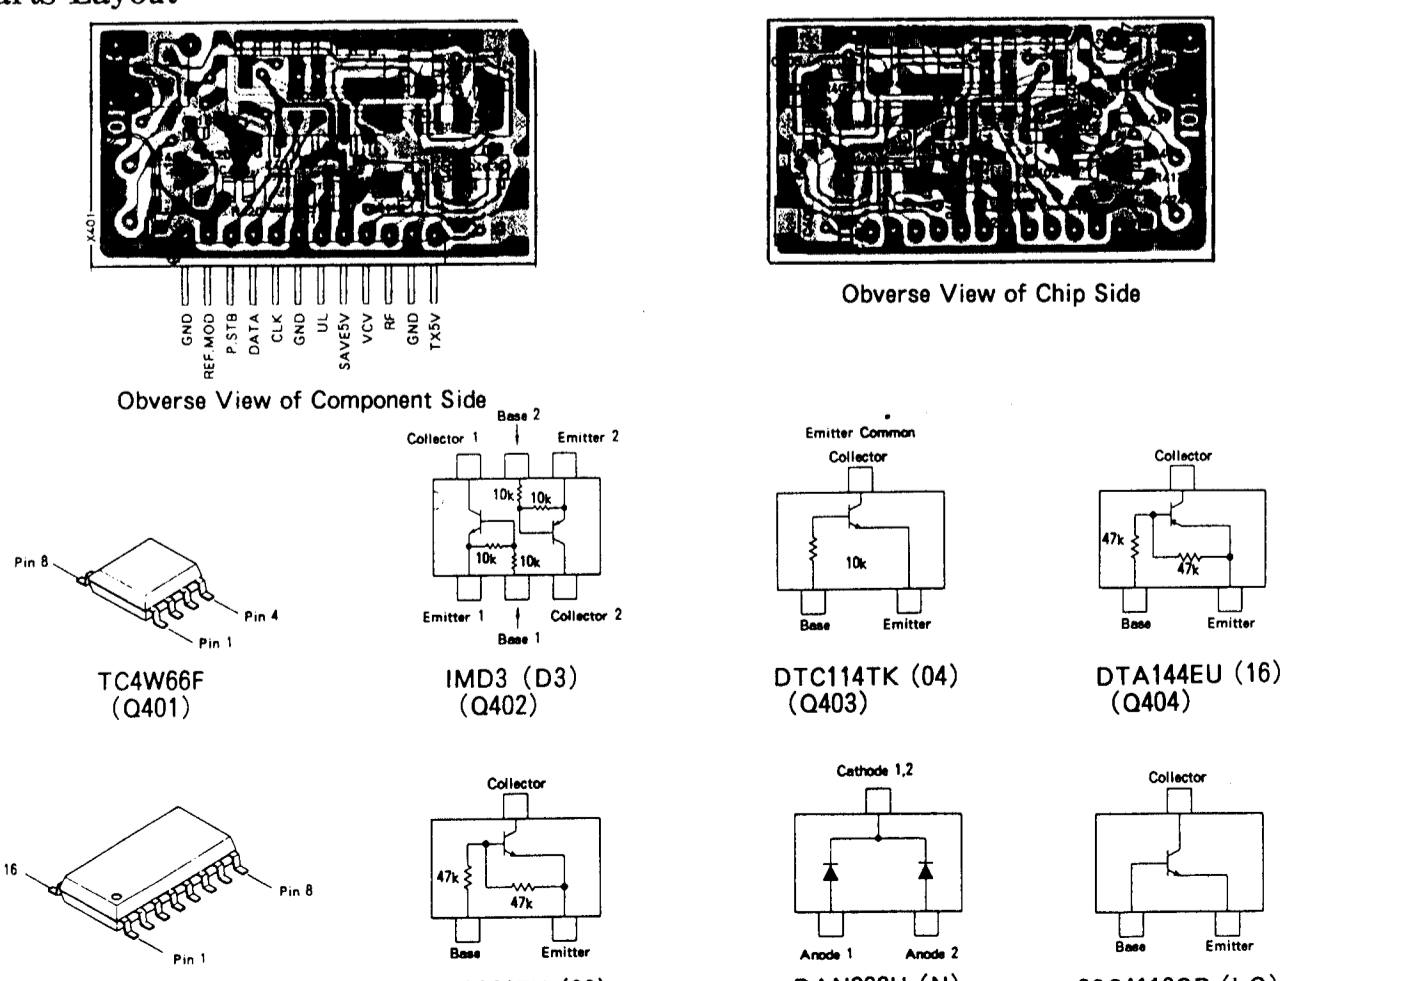 Parts Layout
X401
101
101
GND
REF.MOD
P.STB
DATA
CLK
GND
UL
SAVE5V
VCV
RF
GND
TX5V
Obverse View of Component Side
Obverse View of Chip Side
Pin 8
Pin 4
Pin 1
TC4W66F
(Q401)
Collector 1
Base 2
Emitter 2
10k
10k
10k
10k
Emitter 1
Base 1
Collector 2
IMD3 (D3)
(Q402)
Emitter Common
Collector
10k
Base
Emitter
DTC114TK (04)
(Q403)
Collector
47k
47k
Base
Emitter
DTA144EU (16)
(Q404)
16
Pin 8
Pin 1
Collector
47k
47k
Base
Emitter
Cathode 1,2
Anode 1
Anode 2
Collector
Base
Emitter